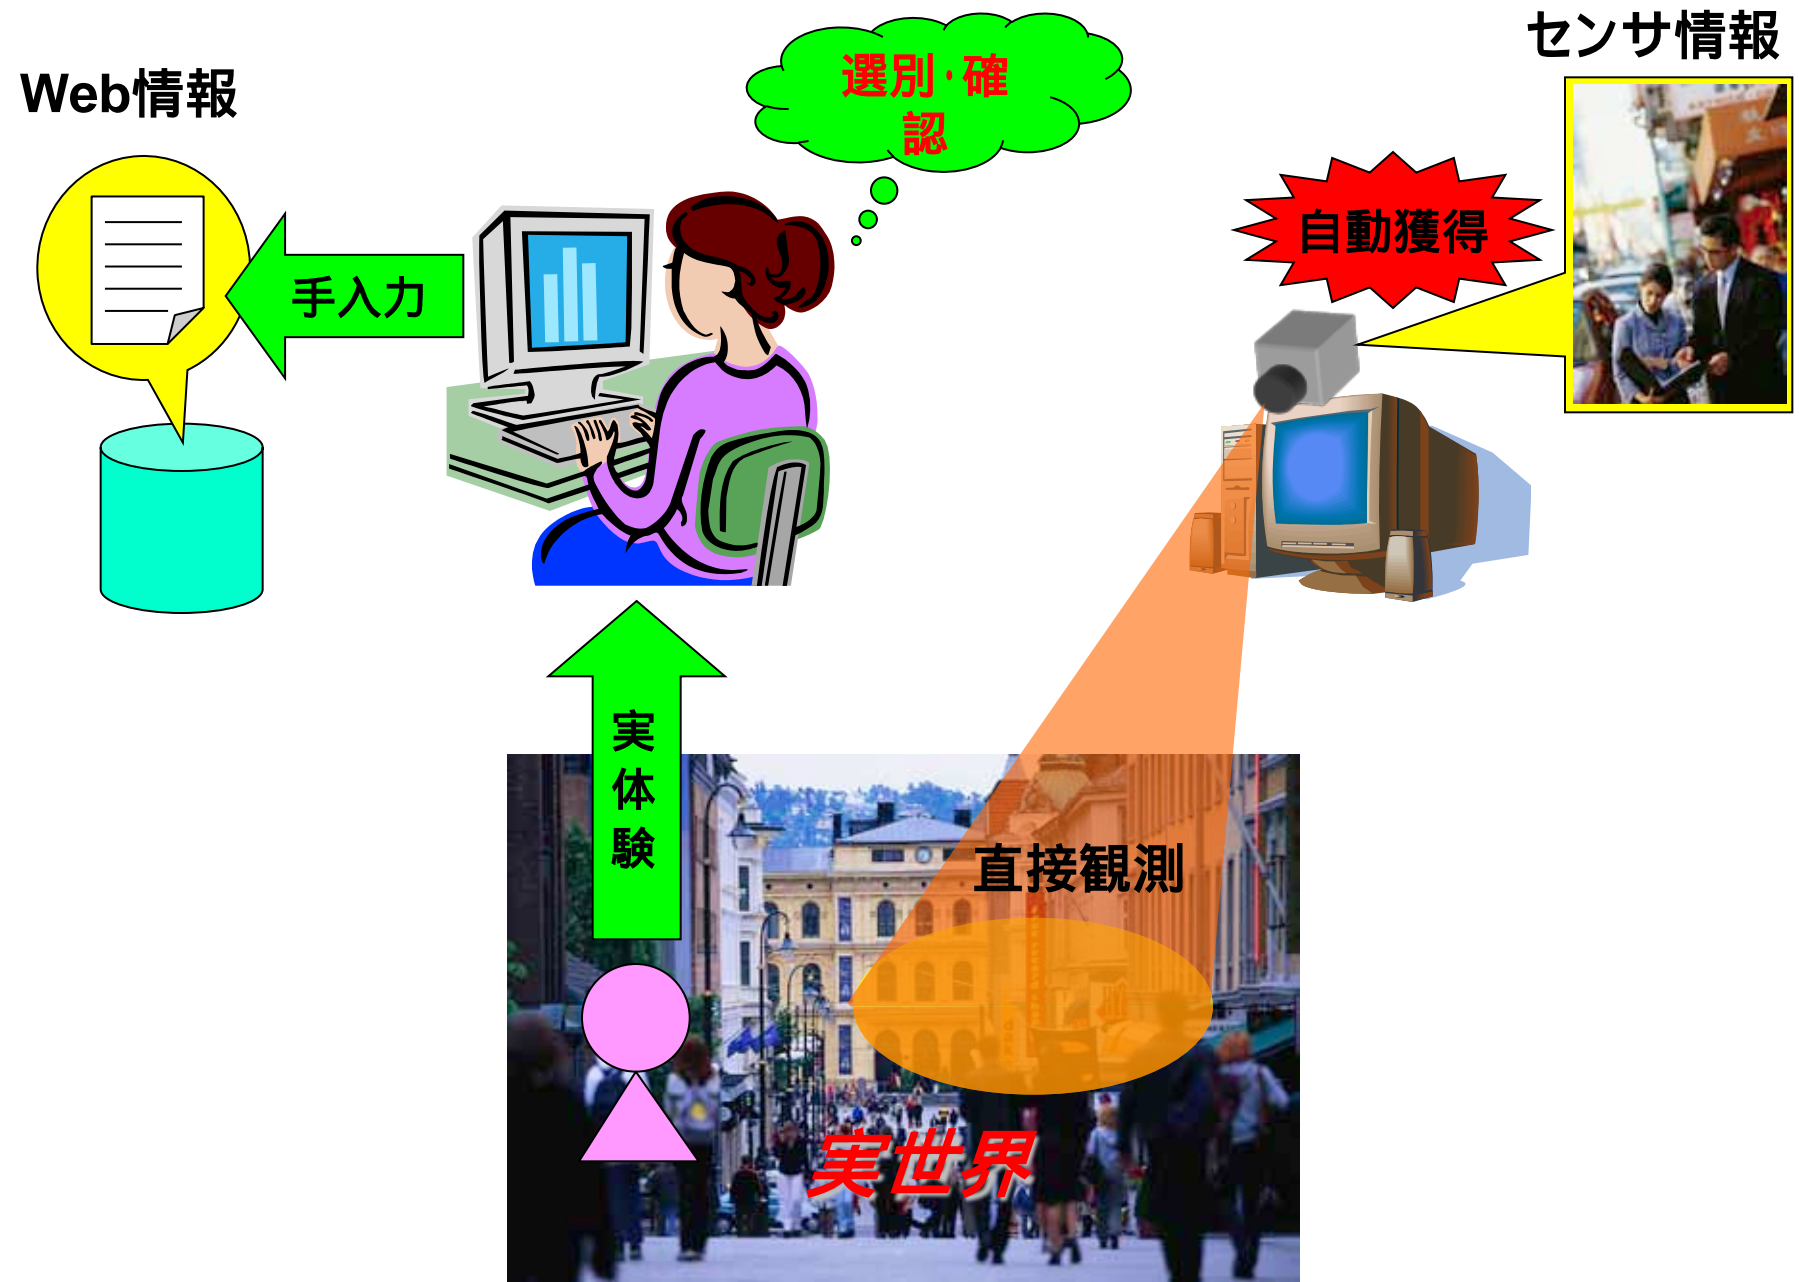 センサ情報
Web情報
選別・確
認
自動獲得
手入力
実
体
験
直接観測
実世界